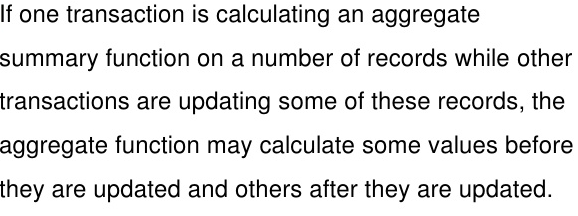 If one transaction is calculating an aggregate
summary function on a number of records while other
transactions are updating some of these records, the
aggregate function may calculate some values before
they are updated and others after they are updated.